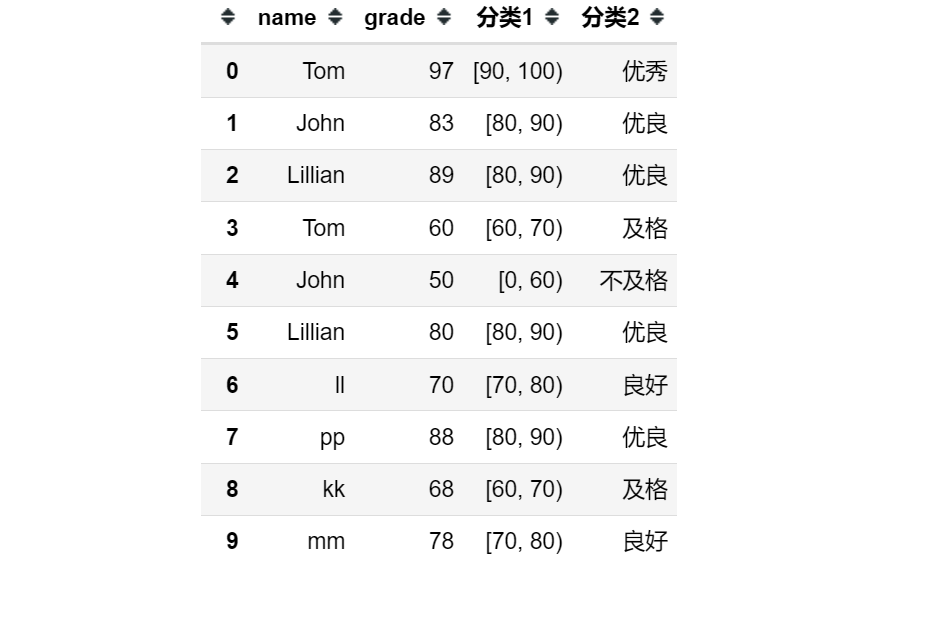 name grade 分类1 分类2
0 Tom 97 [90, 100) 优秀
1 John 83 [80, 90) 优良
2 Lillian 89 [80, 90) 优良
3 Tom 60 [60, 70) 及格
4 John 50 [0, 60) 不及格
5 Lillian 80 [80, 90) 优良
6 ll 70 [70, 80) 良好
7 pp 88 [80, 90) 优良
8 kk 68 [60, 70) 及格
9 mm 78 [70, 80) 良好